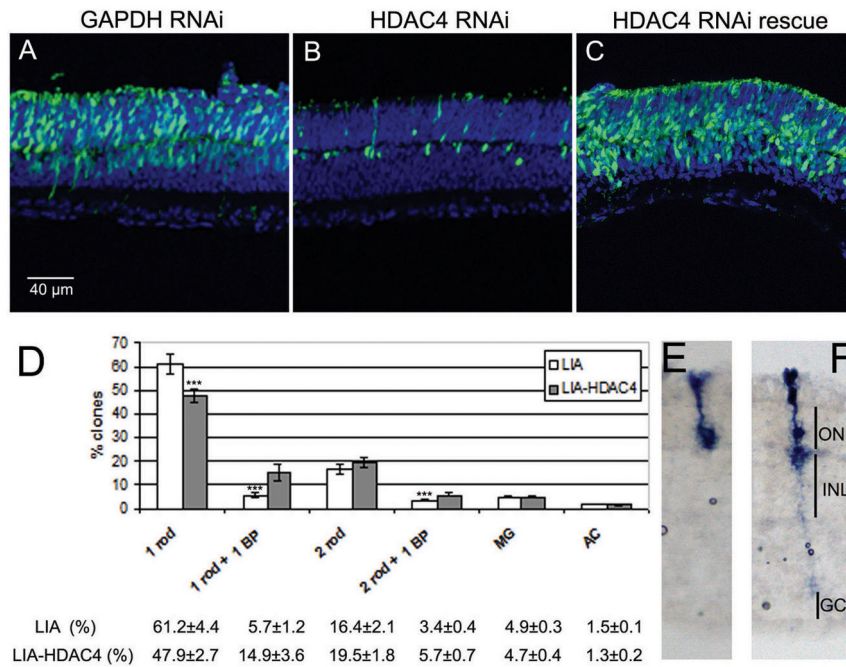 GAPDH RNAi
HDAC4 RNAi
HDAC4 RNAi rescue
A
B
C
40 µm
D
70
60
50
40
30
20
10
0
% clones
LIA
LIA-HDAC4
***
***
***
1 rod
1 rod + 1 BP
2 rod
2 rod + 1 BP
MG
AC
LIA (%) 61.2±4.4 5.7±1.2 16.4±2.1 3.4±0.4 4.9±0.3 1.5±0.1
LIA-HDAC4 (%) 47.9±2.7 14.9±3.6 19.5±1.8 5.7±0.7 4.7±0.4 1.3±0.2
E
F
ON
INL
GC